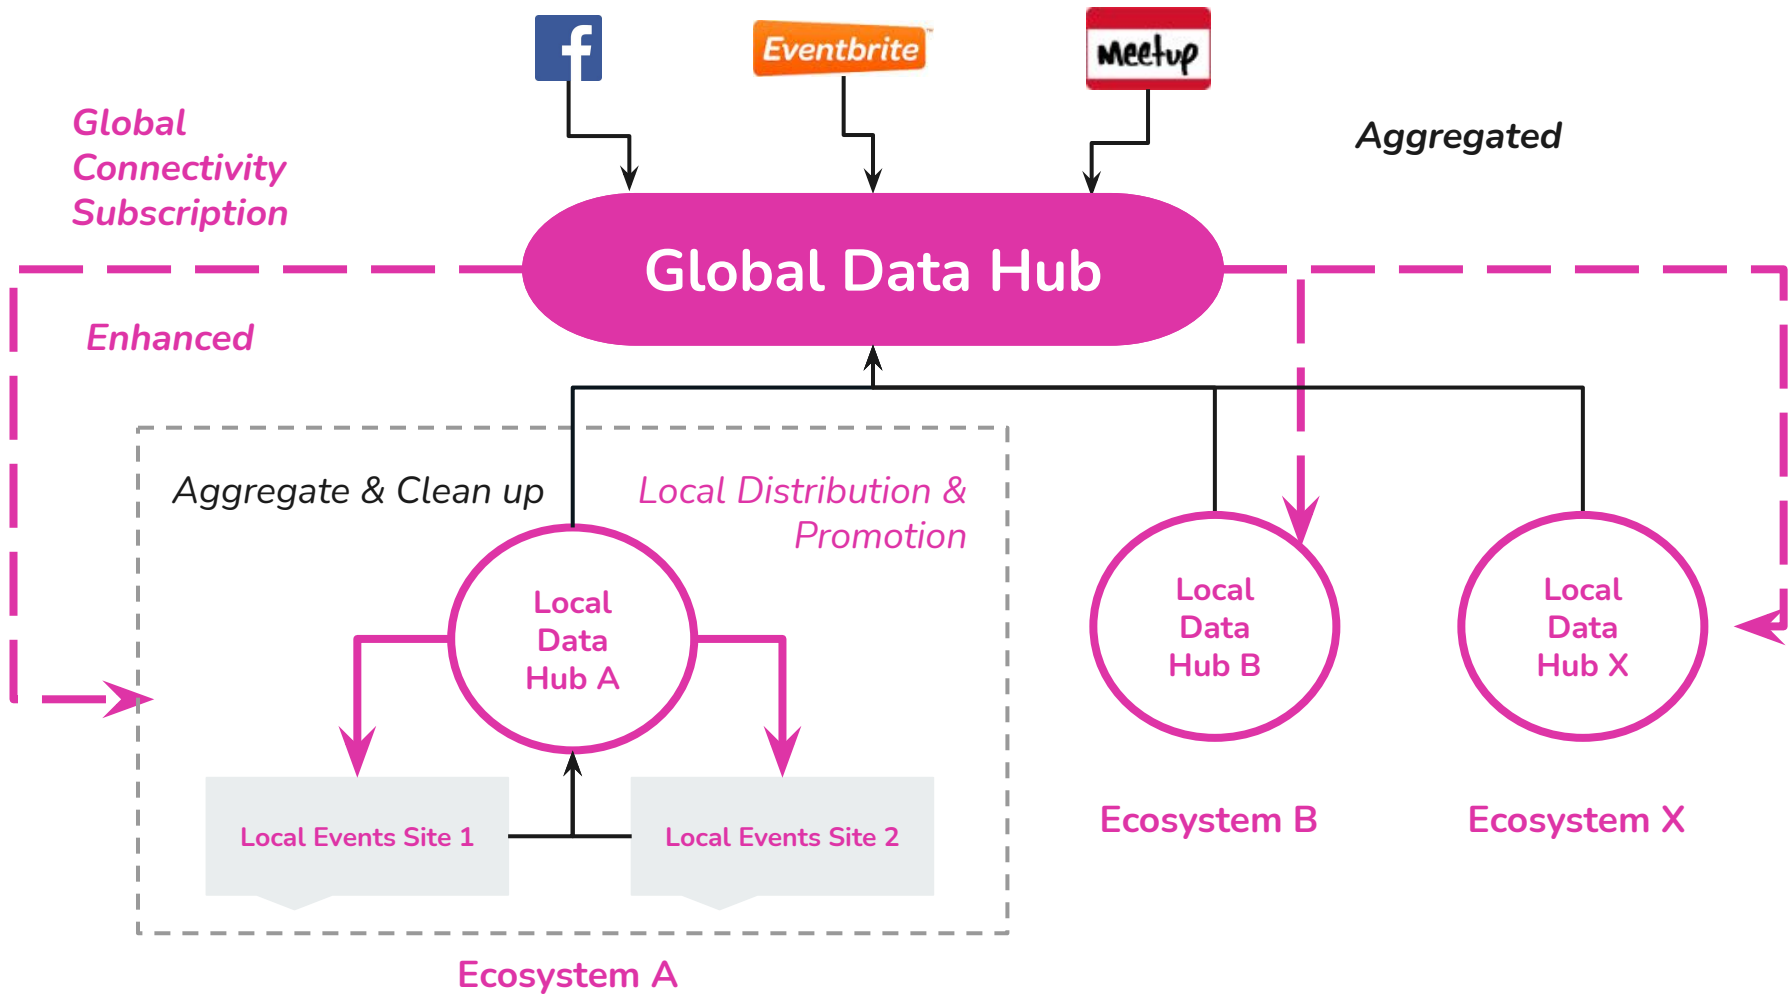 f
Eventbrite™
Meetup
Global
Connectivity
Subscription
Aggregated
Global Data Hub
Enhanced
Aggregate & Clean up
Local Distribution &
Promotion
Local
Data
Hub A
Local
Data
Hub B
Local
Data
Hub X
Local Events Site 1
Local Events Site 2
Ecosystem B
Ecosystem X
Ecosystem A